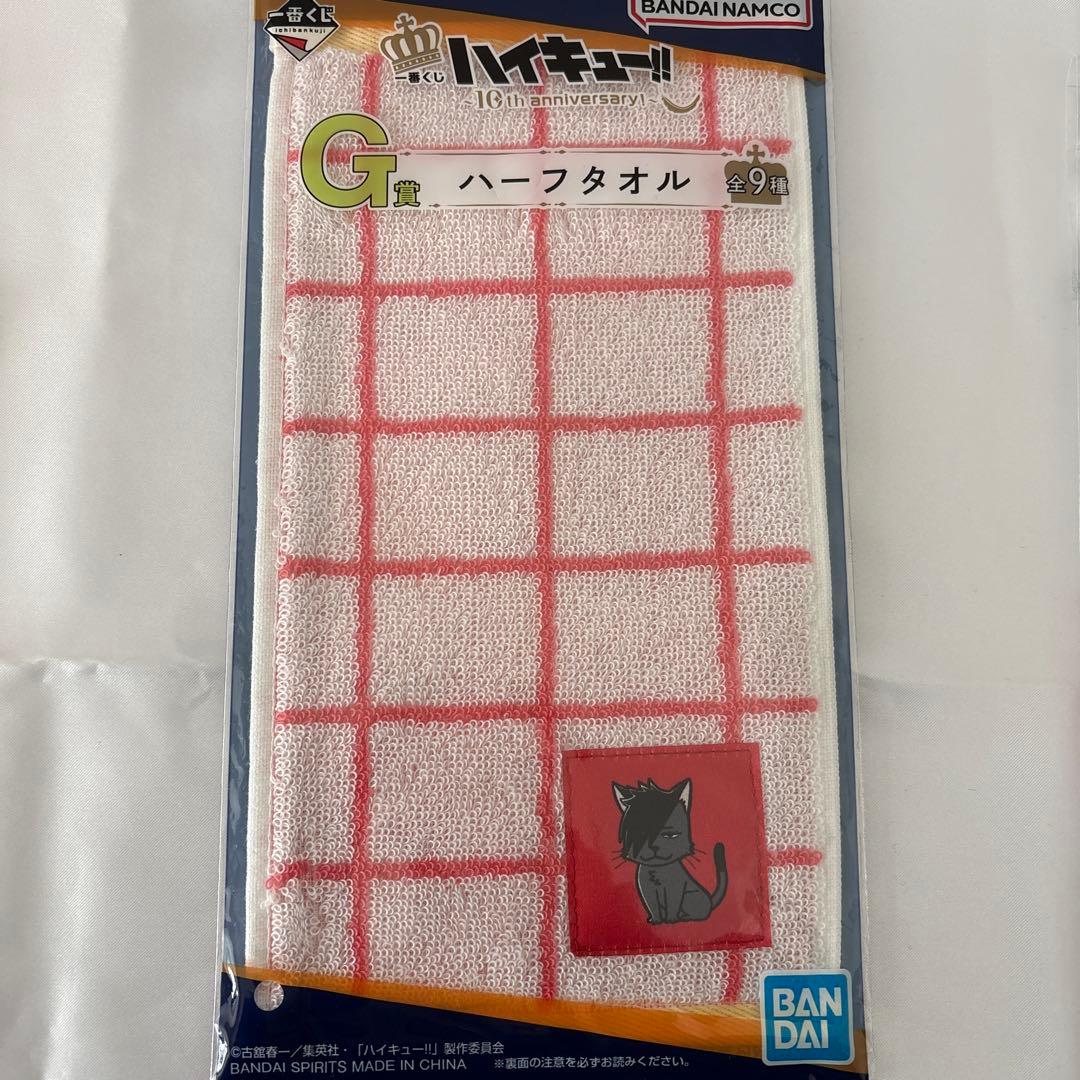 一番くじ
ichibankuji
BANDAI NAMCO
一番くじ
ハイキュー!!
~10th anniversary!~
G賞
ハーフタオル
全9種
BAN
DAI
©古舘春一／集英社・「ハイキュー!!」製作委員会
BANDAI SPIRITS MADE IN CHINA
※裏面の注意を必ずお読みください。